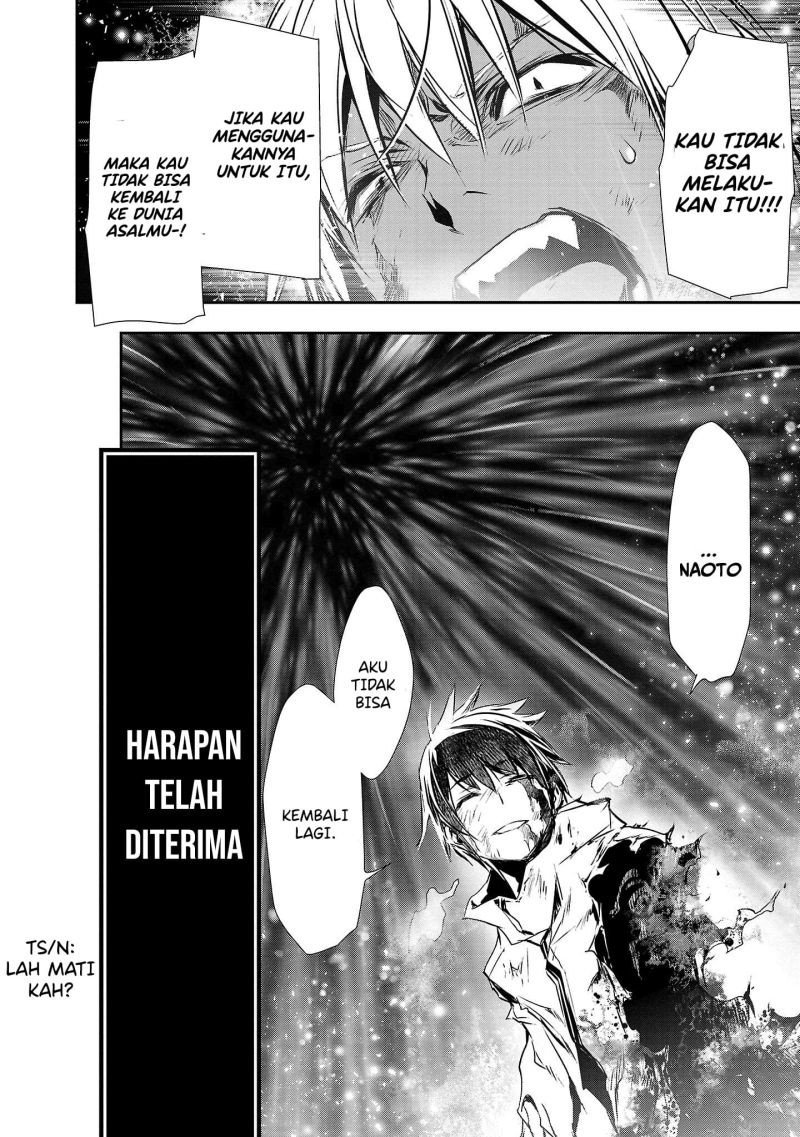 KAU TIDAK
BISA
MELAKU-
KAN ITU!!!
JIKA KAU
MENGGUNA-
KANNYA
UNTUK ITU,
MAKA KAU
TIDAK BISA
KEMBALI
KE DUNIA
ASALMU-!
...
NAOTO
AKU
TIDAK
BISA
KEMBALI
LAGI.
HARAPAN
TELAH
DITERIMA
TS/N:
LAH MATI
KAH?